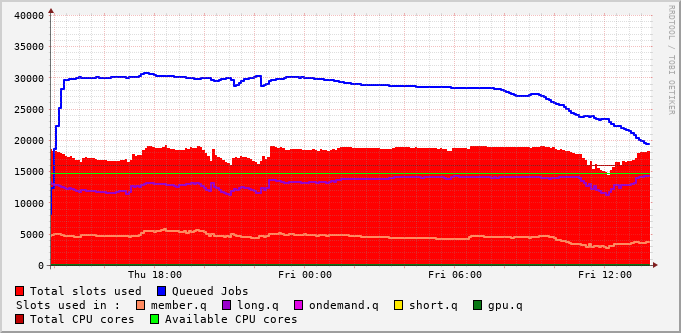 40000
35000
30000
25000
20000
15000
10000
5000
0
Thu 18:00 Fri 00:00 Fri 06:00 Fri 12:00
RRDTOOL / TOBI OETIKER
Total slots used Queued Jobs
Slots used in : member.q long.q ondemand.q short.q gpu.q
Total CPU cores Available CPU cores